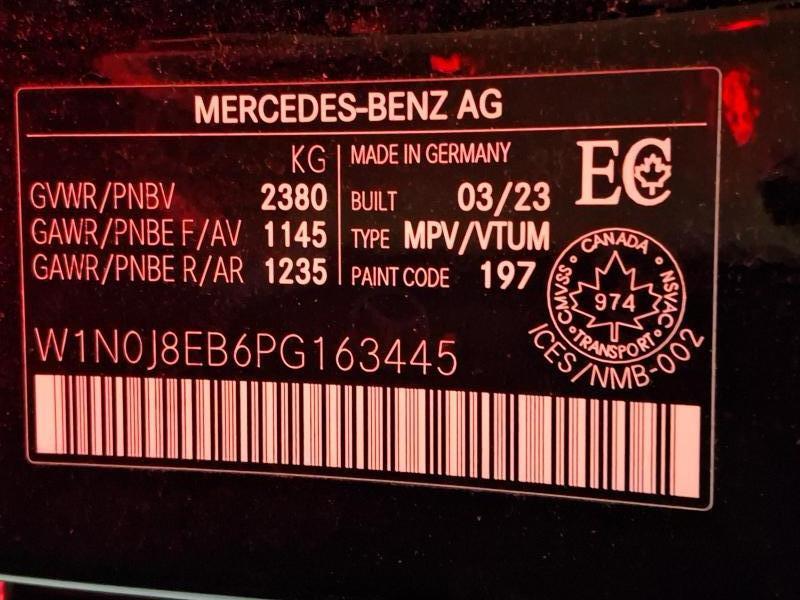 MERCEDES-BENZ AG
KG
GVWR/PNBV 2380
GAWR/PNBE F/AV 1145
GAWR/PNBE R/AR 1235
MADE IN GERMANY
BUILT 03/23
TYPE MPV/VTUM
PAINT CODE 197
EC
CANADA
CMVSS
NSVAC
974
TRANSPORT
ICES/NMB-002
W1N0J8EB6PG163445